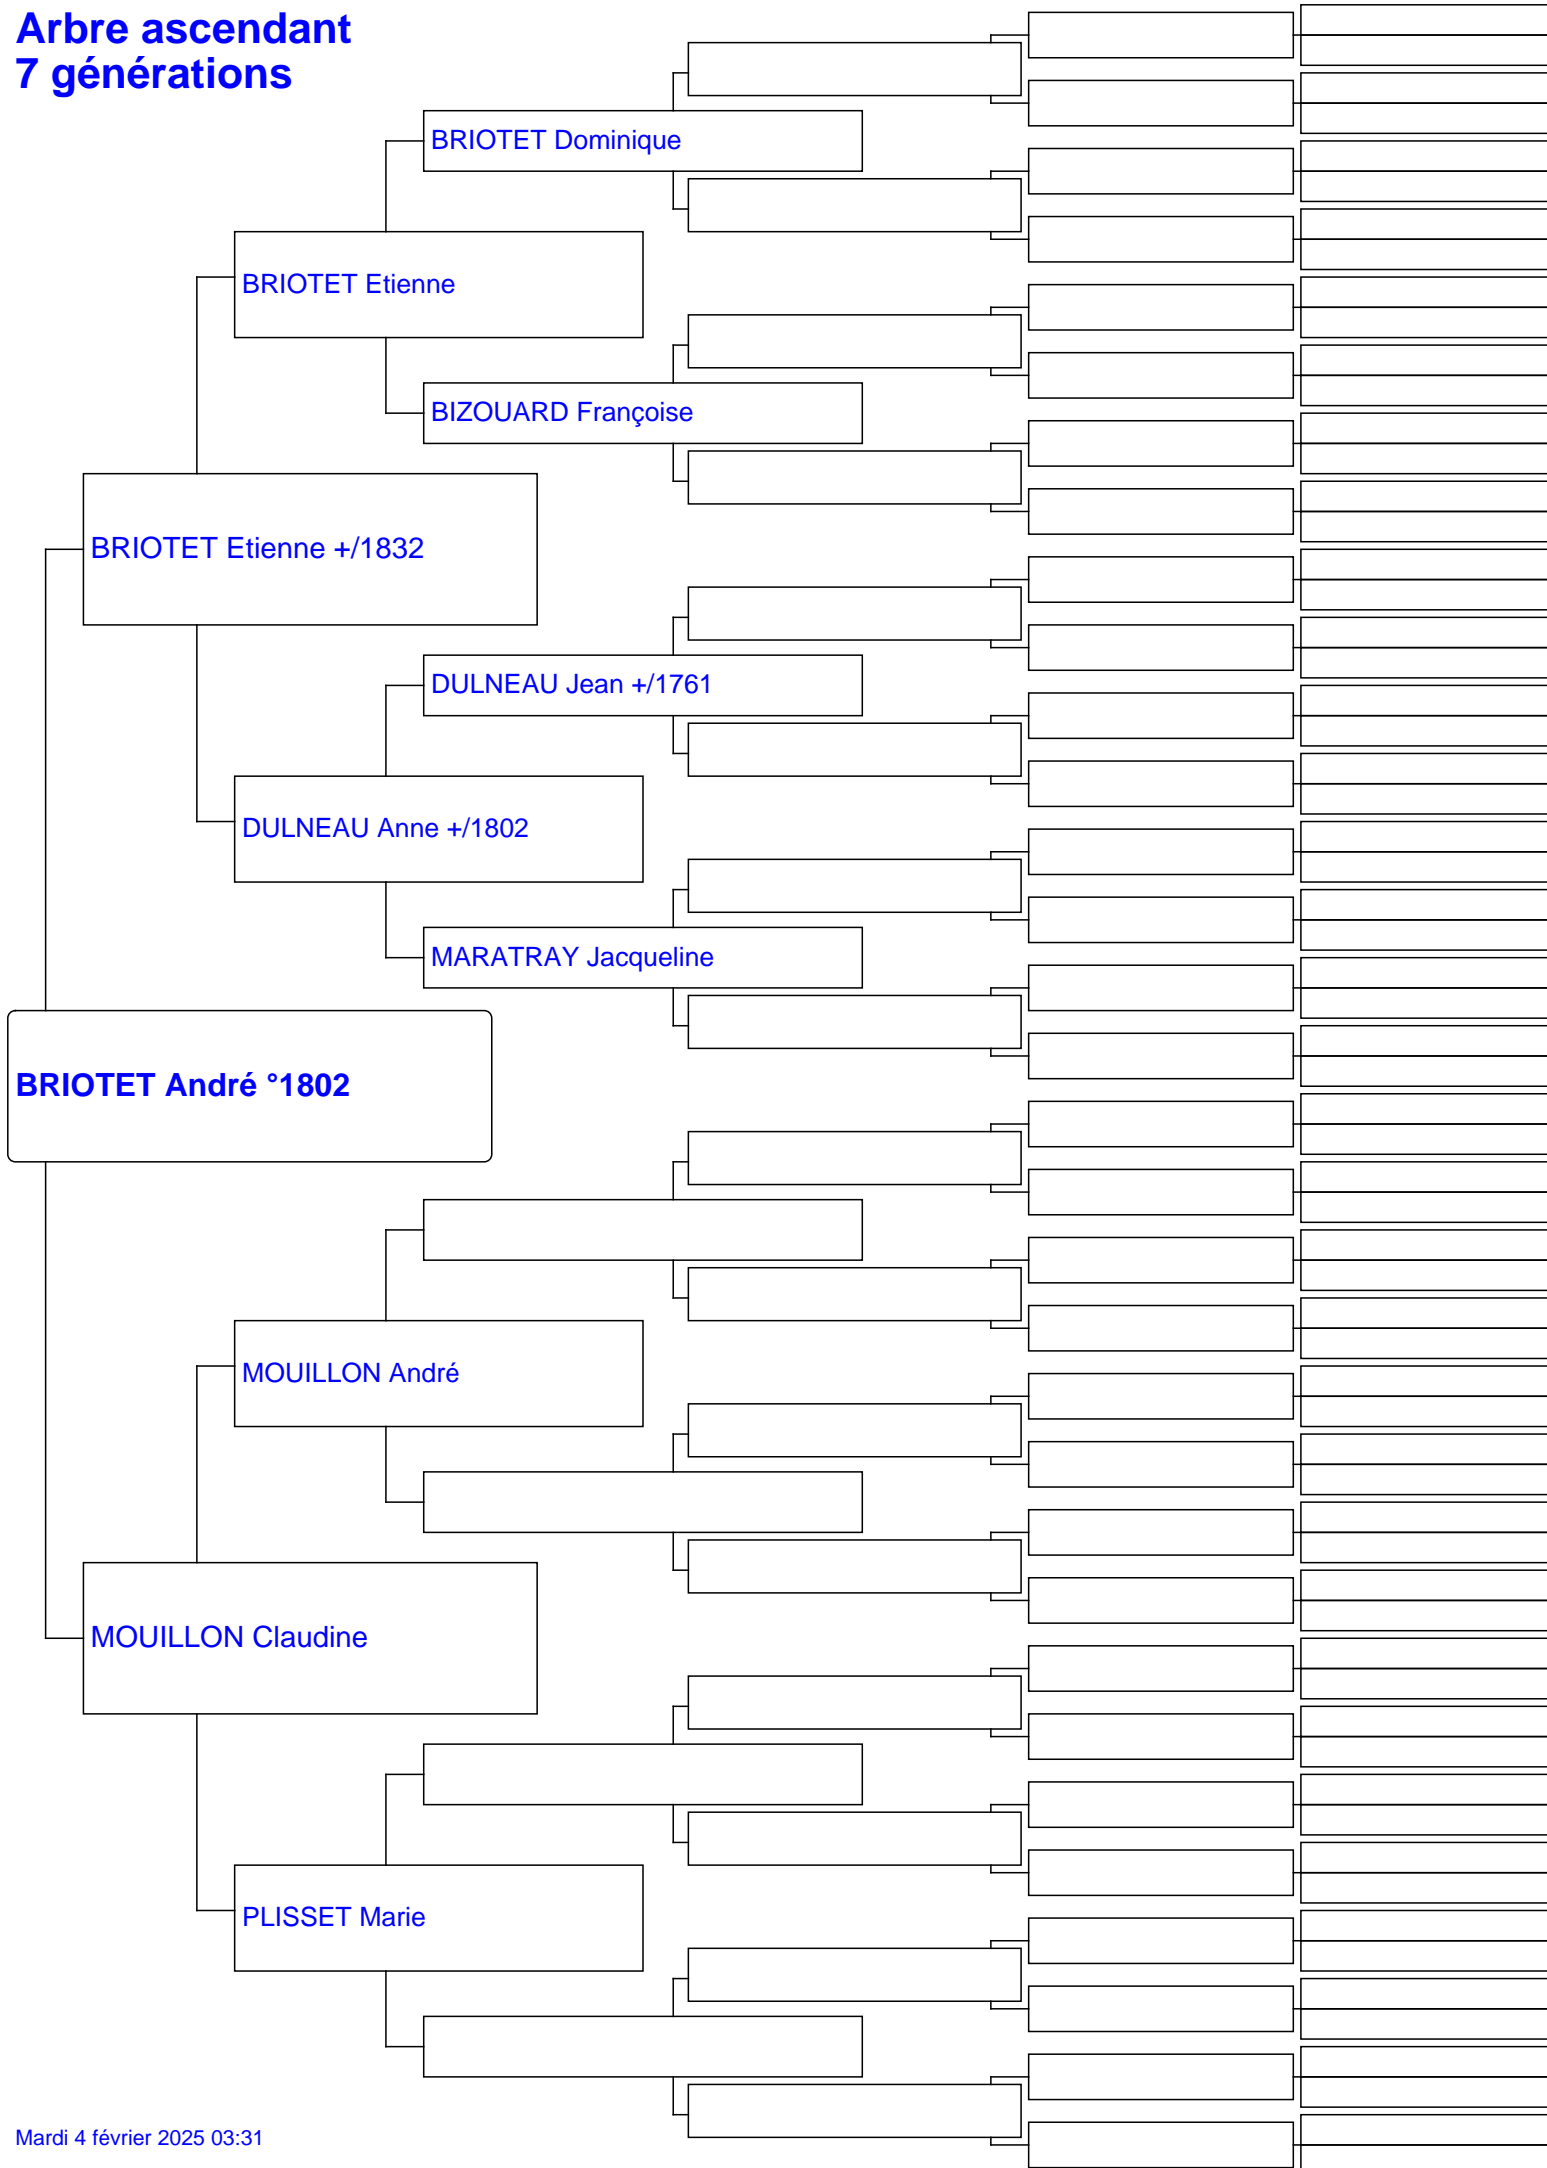 Arbre ascendant
7 générations
BRIOTET Dominique
BRIOTET Etienne
BIZOUARD Françoise
BRIOTET Etienne +/1832
DULNEAU Jean +/1761
DULNEAU Anne +/1802
MARATRAY Jacqueline
BRIOTET André °1802
MOUILLON André
MOUILLON Claudine
PLISSET Marie
Mardi 4 février 2025 03:31